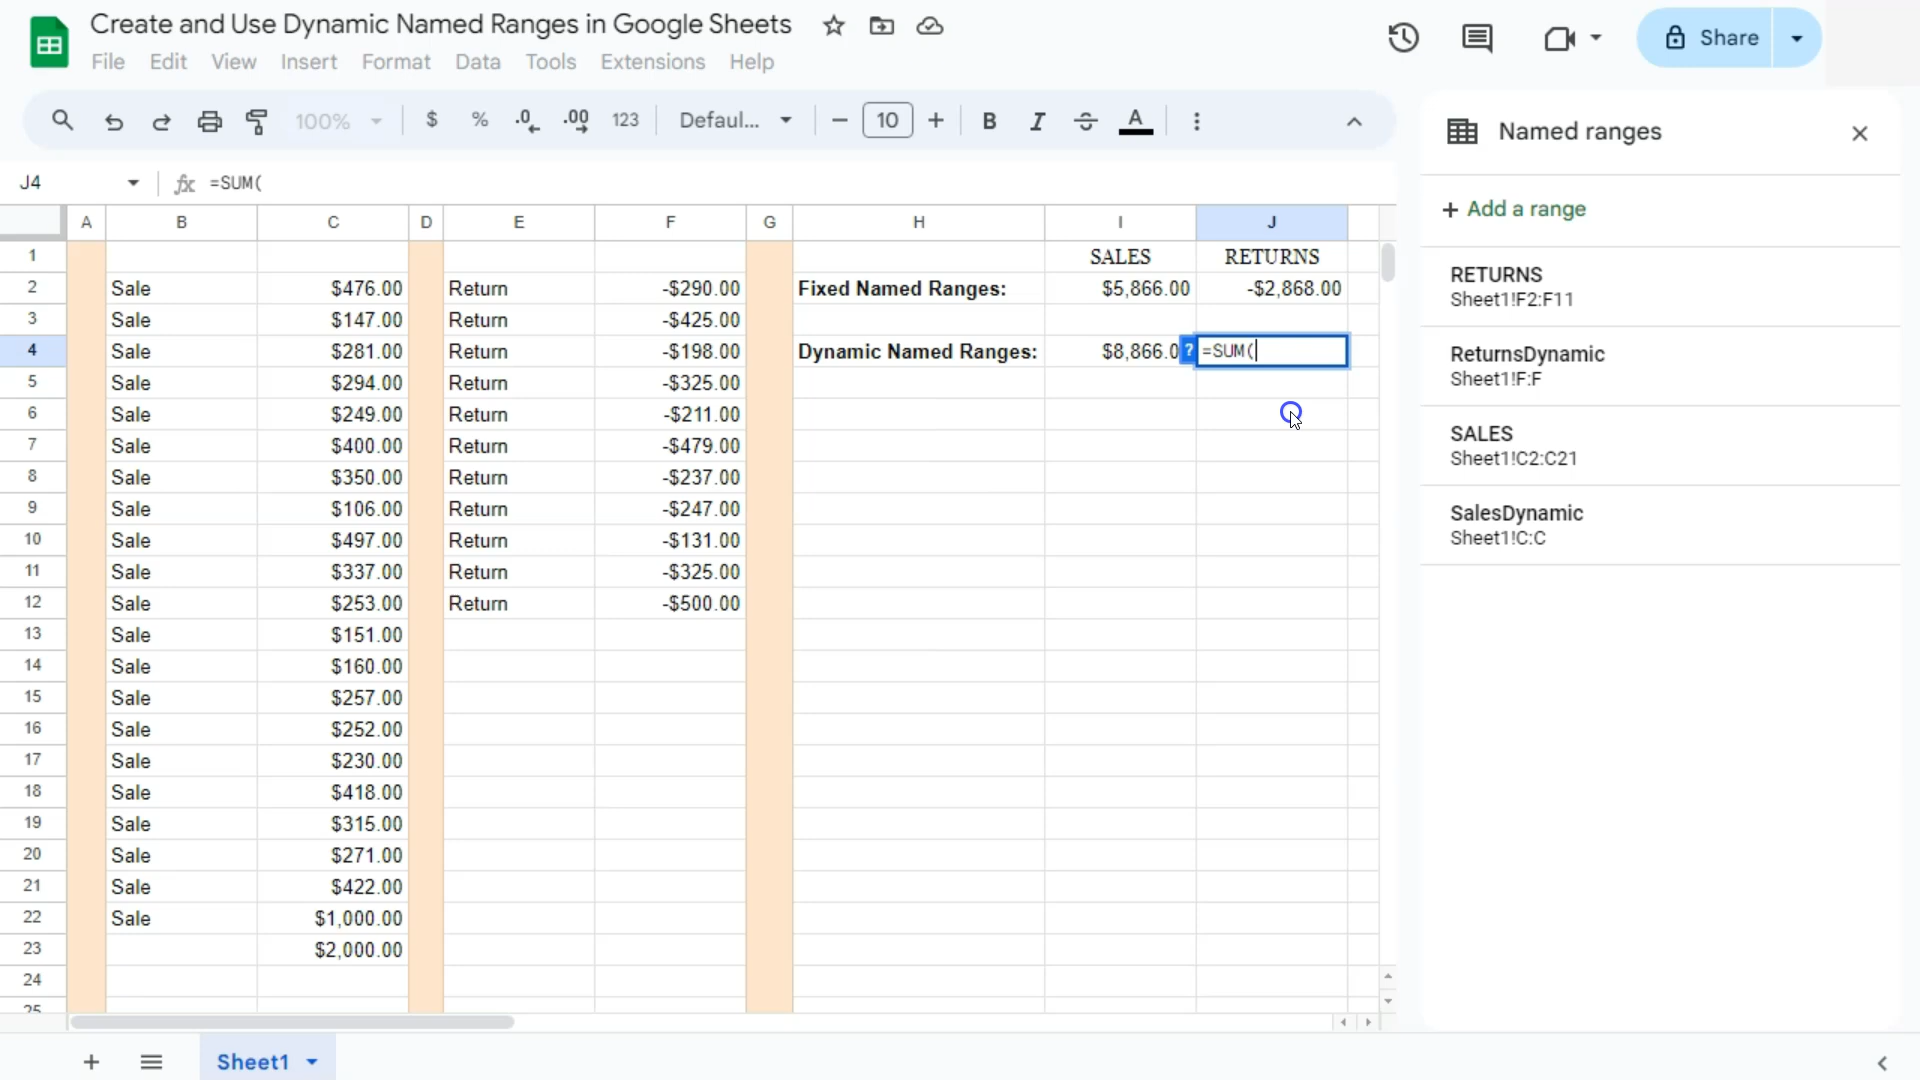 Create and Use Dynamic Named Ranges in Google Sheets
File Edit View Insert Format Data Tools Extensions Help
Share
100% $ % .0 .00 123 Defaul... 10 B I S A
Named ranges
+ Add a range
J4 fx =SUM(
A B C D E F G H I J
1 SALES RETURNS
2 Sale $476.00 Return -$290.00 Fixed Named Ranges: $5,866.00 -$2,868.00
3 Sale $147.00 Return -$425.00
4 Sale $281.00 Return -$198.00 Dynamic Named Ranges: $8,866.0 ? =SUM(
5 Sale $294.00 Return -$325.00
6 Sale $249.00 Return -$211.00
7 Sale $400.00 Return -$479.00
8 Sale $350.00 Return -$237.00
9 Sale $106.00 Return -$247.00
10 Sale $497.00 Return -$131.00
11 Sale $337.00 Return -$325.00
12 Sale $253.00 Return -$500.00
13 Sale $151.00
14 Sale $160.00
15 Sale $257.00
16 Sale $252.00
17 Sale $230.00
18 Sale $418.00
19 Sale $315.00
20 Sale $271.00
21 Sale $422.00
22 Sale $1,000.00
23 $2,000.00
24
25
RETURNS
Sheet1!F2:F11
ReturnsDynamic
Sheet1!F:F
SALES
Sheet1!C2:C21
SalesDynamic
Sheet1!C:C
Sheet1